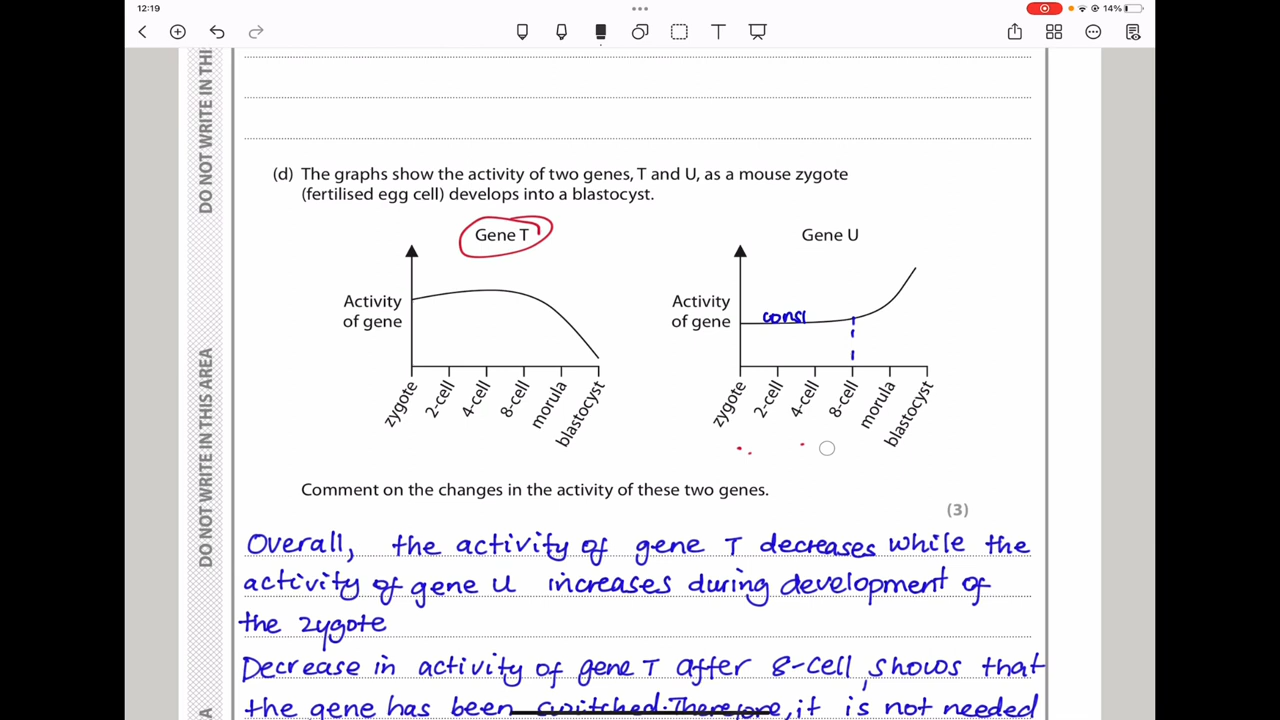 12:19
14%
T
DO NOT WRITE IN THI
(d) The graphs show the activity of two genes, T and U, as a mouse zygote
(fertilised egg cell) develops into a blastocyst.
Gene T
Activity
of gene
zygote
2-cell
4-cell
8-cell
morula
blastocyst
Gene U
Activity
of gene
cons
zygote
2-cell
4-cell
8-cell
morula
blastocyst
DO NOT WRITE IN THIS AREA
Comment on the changes in the activity of these two genes.
(3)
Overall, the activity of gene T decreases while the
activity of gene U increases during development of
the zygote
Decrease in activity of gene T after 8-cell, shows that
the gene has been switched. Therefore, it is not needed
A